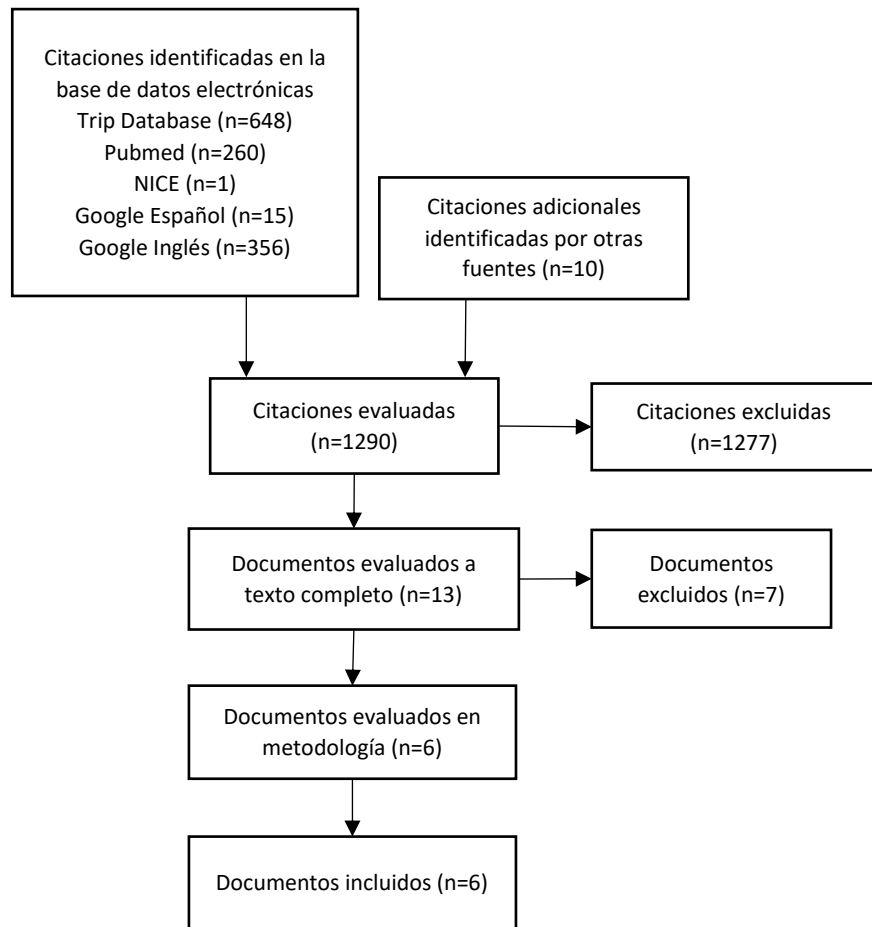 Citaciones identificadas en la
base de datos electrónicas
Trip Database (n=648)
Pubmed (n=260)
NICE (n=1)
Google Español (n=15)
Google Inglés (n=356)
Citaciones adicionales
identificadas por otras
fuentes (n=10)
Citaciones evaluadas
(n=1290)
Citaciones excluidas
(n=1277)
Documentos evaluados a
texto completo (n=13)
Documentos
excluidos (n=7)
Documentos evaluados en
metodología (n=6)
Documentos incluidos (n=6)